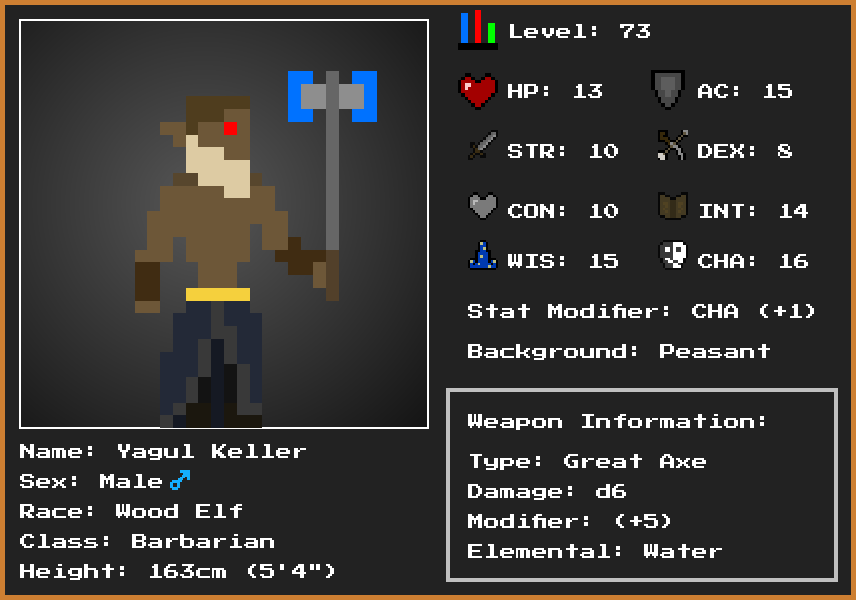 Level: 73
HP: 13 AC: 15
STR: 10 DEX: 8
CON: 10 INT: 14
WIS: 15 CHA: 16
Stat Modifier: CHA (+1)
Background: Peasant
Weapon Information:
Type: Great Axe
Damage: d6
Modifier: (+5)
Elemental: Water
Name: Yagul Keller
Sex: Male ♂
Race: Wood Elf
Class: Barbarian
Height: 163cm (5'4")